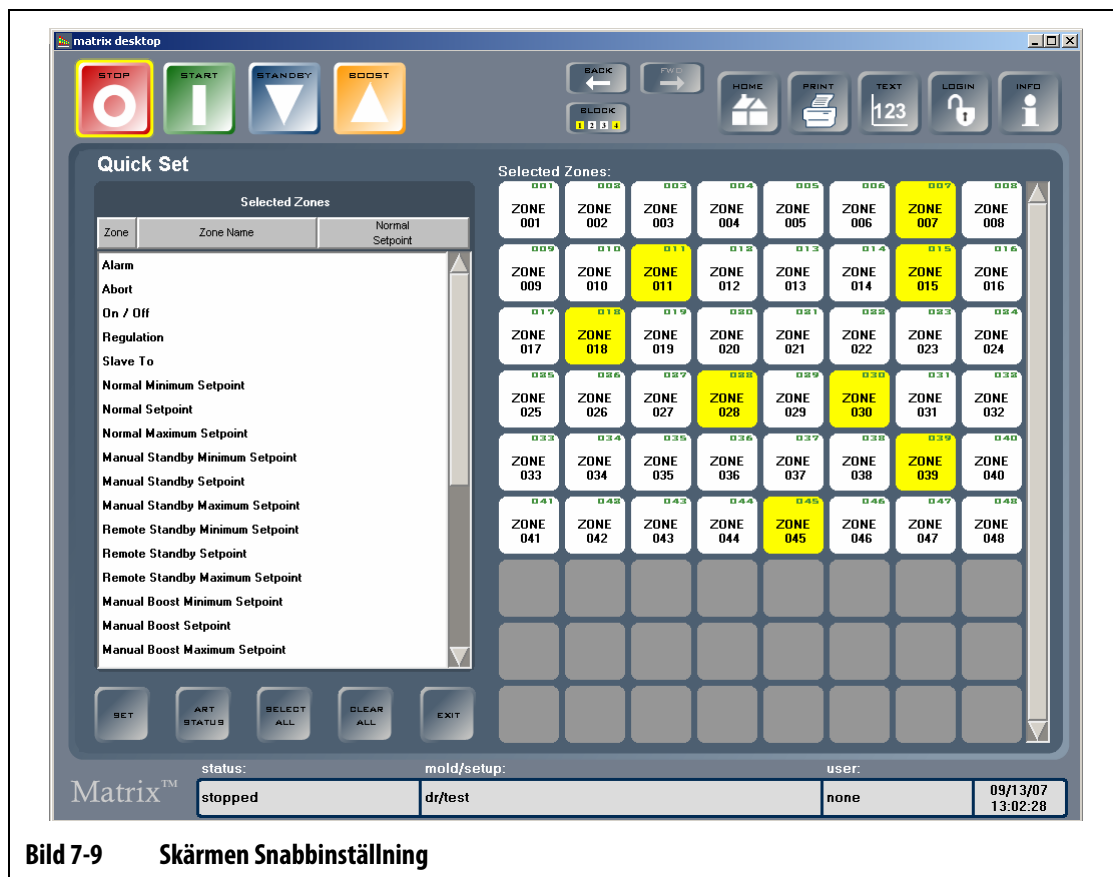 matrix desktop
STOP START STANDBY BOOST BACK FWD HOME PRINT TEXT LOGIN INFO
BLOCK
1 2 3 4
123
Quick Set
Selected Zones
Zone Zone Name Normal Setpoint
Alarm
Abort
On / Off
Regulation
Slave To
Normal Minimum Setpoint
Normal Setpoint
Normal Maximum Setpoint
Manual Standby Minimum Setpoint
Manual Standby Setpoint
Manual Standby Maximum Setpoint
Remote Standby Minimum Setpoint
Remote Standby Setpoint
Remote Standby Maximum Setpoint
Manual Boost Minimum Setpoint
Manual Boost Setpoint
Manual Boost Maximum Setpoint
SET ART STATUS SELECT ALL CLEAR ALL EXIT
Selected Zones:
001 002 003 004 005 006 007 008
ZONE ZONE ZONE ZONE ZONE ZONE ZONE ZONE
001 002 003 004 005 006 007 008
009 010 011 012 013 014 015 016
ZONE ZONE ZONE ZONE ZONE ZONE ZONE ZONE
009 010 011 012 013 014 015 016
017 018 019 020 021 022 023 024
ZONE ZONE ZONE ZONE ZONE ZONE ZONE ZONE
017 018 019 020 021 022 023 024
025 026 027 028 029 030 031 032
ZONE ZONE ZONE ZONE ZONE ZONE ZONE ZONE
025 026 027 028 029 030 031 032
033 034 035 036 037 038 039 040
ZONE ZONE ZONE ZONE ZONE ZONE ZONE ZONE
033 034 035 036 037 038 039 040
041 042 043 044 045 046 047 048
ZONE ZONE ZONE ZONE ZONE ZONE ZONE ZONE
041 042 043 044 045 046 047 048
Matrix™
status: mold/setup: user:
stopped dr/test none 09/13/07
13:02:28
Bild 7-9 Skärmen Snabbinställning